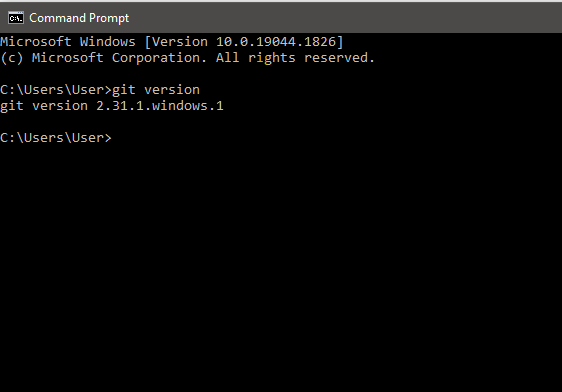 C:\. Command Prompt
Microsoft Windows [Version 10.0.19044.1826]
(c) Microsoft Corporation. All rights reserved.
C:\Users\User>git version
git version 2.31.1.windows.1
C:\Users\User>